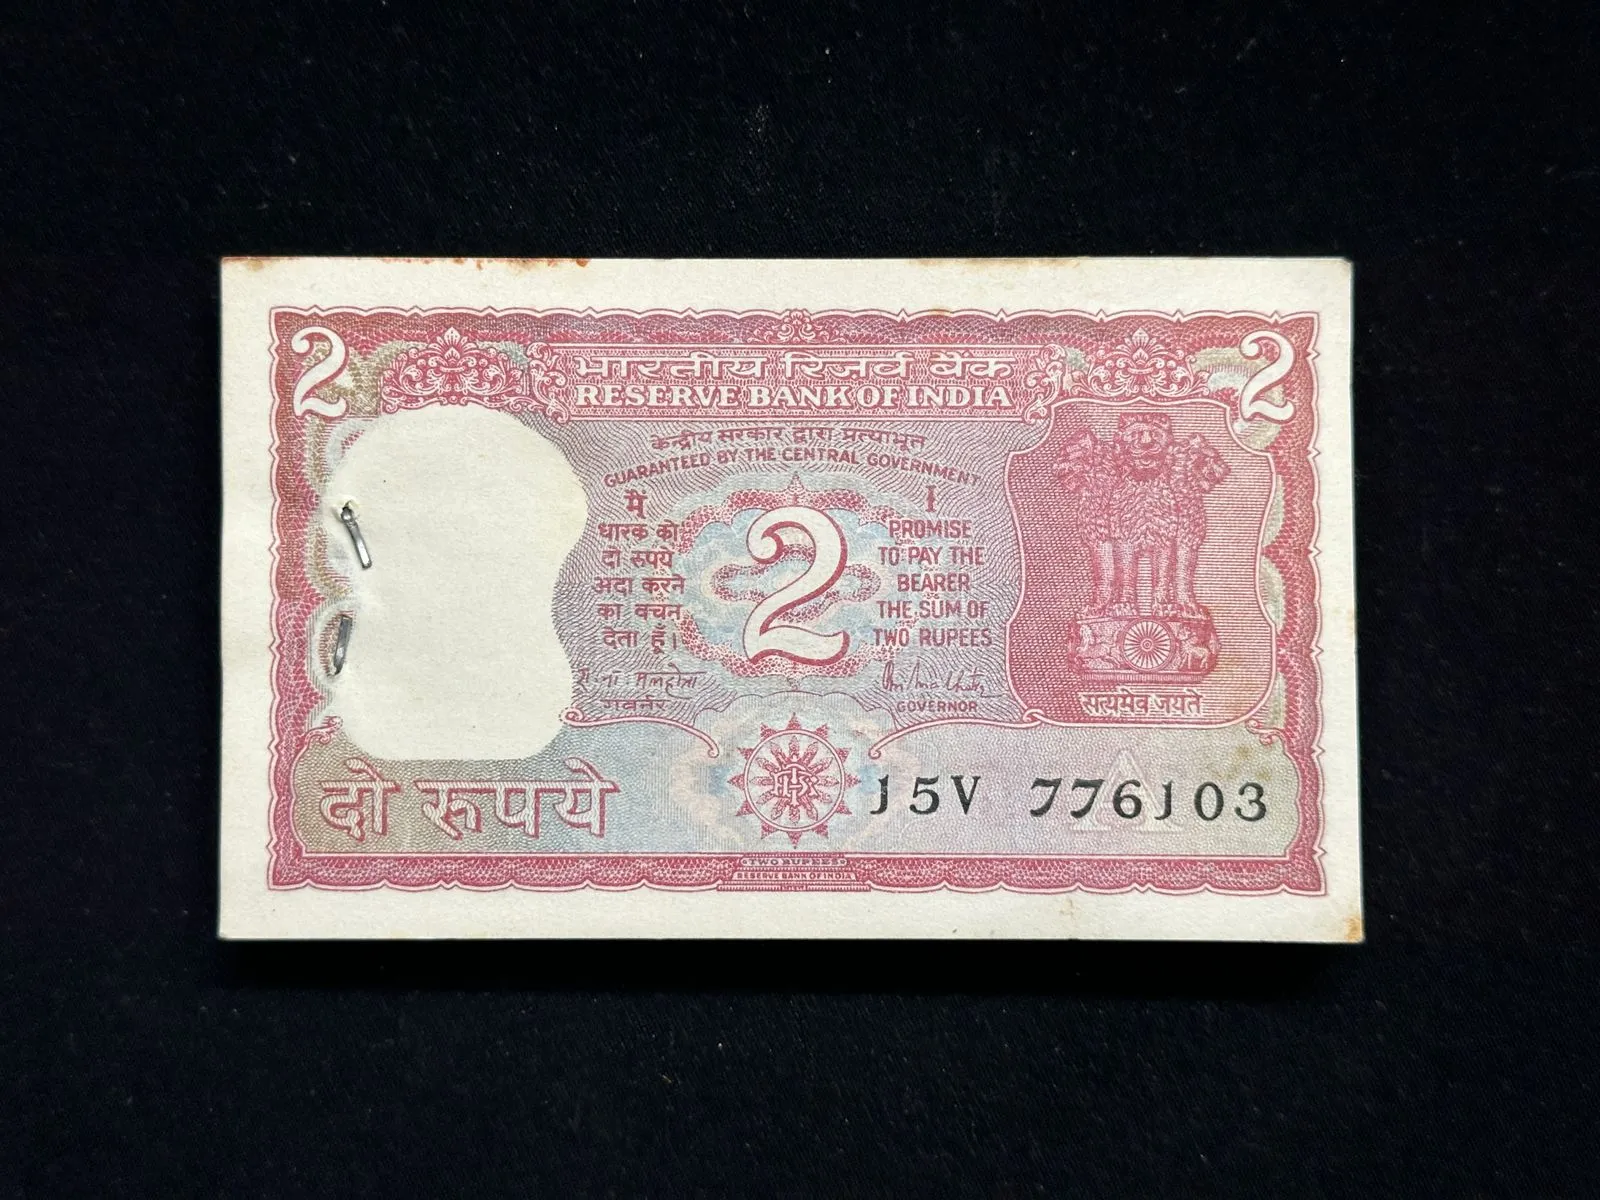 2
2
भारतीय रिज़र्व बैंक
RESERVE BANK OF INDIA
केन्द्रीय सरकार द्वारा प्रत्याभूत
GUARANTEED BY THE CENTRAL GOVERNMENT
मैं
धारक को
दो रुपये
अदा करने
का वचन
देता हूँ।
रा. ना. मलहोत्रा
गवर्नर
2
I
PROMISE
TO PAY THE
BEARER
THE SUM OF
TWO RUPEES
GOVERNOR
सत्यमेव जयते
दो रुपये
15V 776103
A
TWO RUPEES
RESERVE BANK OF INDIA